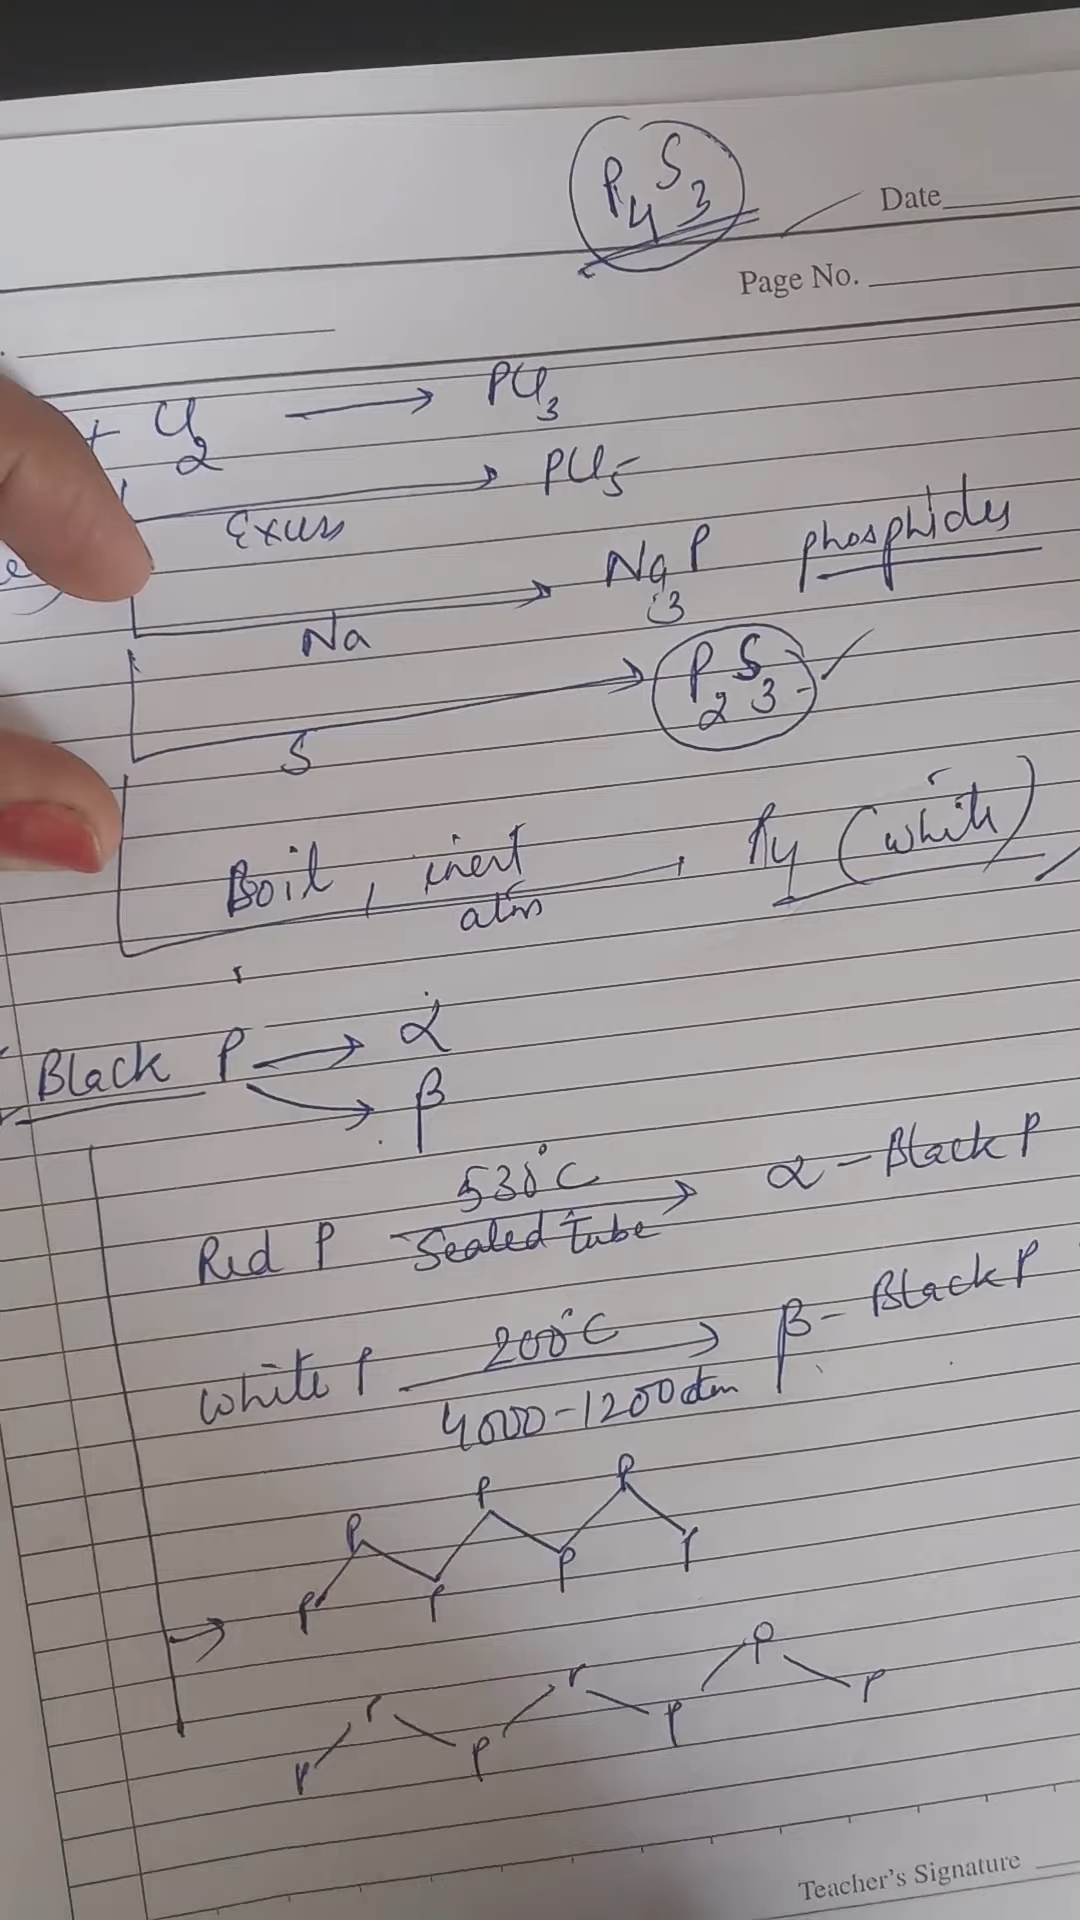 P4S3
Date
Page No.
+ Cl2 → PCl3
Excess → PCl5
Na → Na3P phosphides
S → P2S3
Boil, inert atm → P4 (white)
Black P → α
→ β
Red P 530°C Sealed tube → α - Black P
White P 200°C 4000-1200 atm → β - Black P
P P P
P P P P
P P P
P P P P
Teacher's Signature